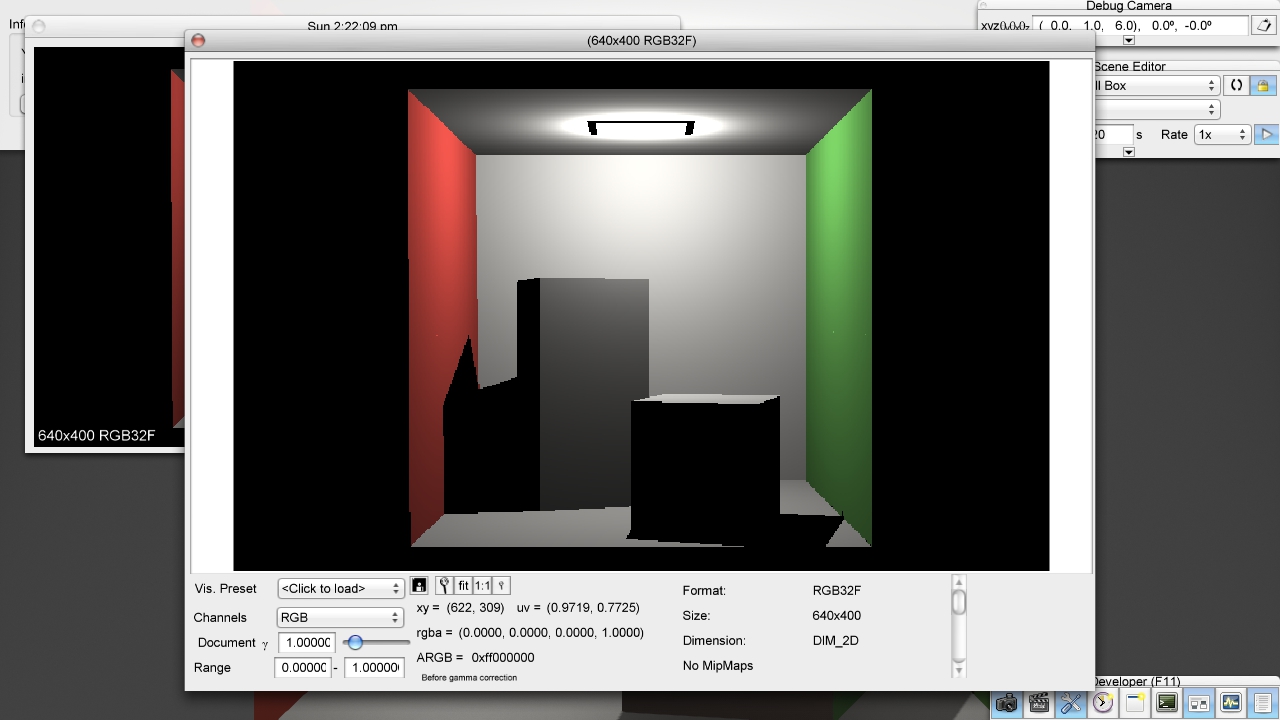 Info
Sun 2:22:09 pm
Debug Camera
xyz ( 0.0, 1.0, 6.0), 0.0°, -0.0°
(640x400 RGB32F)
Scene Editor
ll Box
20 s Rate 1x
640x400 RGB32F
Vis. Preset <Click to load> fit 1:1
Channels RGB
xy = (622, 309) uv = (0.9719, 0.7725)
Document γ 1.0000
rgba = (0.0000, 0.0000, 0.0000, 1.0000)
Range 0.0000 - 1.0000
ARGB = 0xff000000
Before gamma correction
Format: RGB32F
Size: 640x400
Dimension: DIM_2D
No MipMaps
Developer (F11)